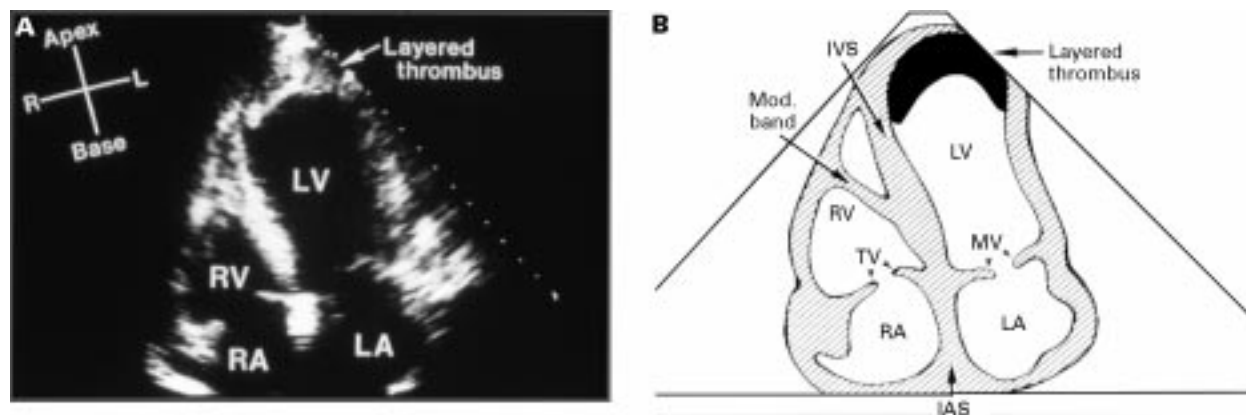 A
Apex
R
L
Base
Layered
thrombus
LV
RV
RA
LA
B
IVS
Mod.
band
Layered
thrombus
LV
RV
TV
MV
RA
LA
IAS